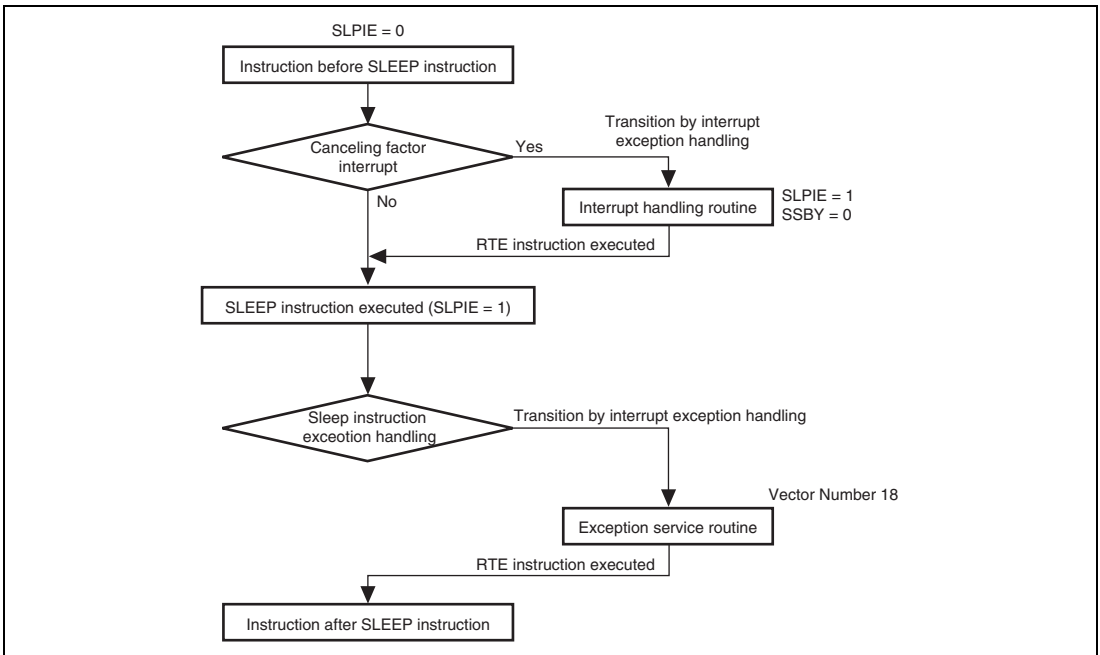 SLPIE = 0
Instruction before SLEEP instruction
Canceling factor
interrupt
Yes
Transition by interrupt
exception handling
No
Interrupt handling routine
SLPIE = 1
SSBY = 0
RTE instruction executed
SLEEP instruction executed (SLPIE = 1)
Sleep instruction
exceotion handling
Transition by interrupt exception handling
Vector Number 18
Exception service routine
RTE instruction executed
Instruction after SLEEP instruction